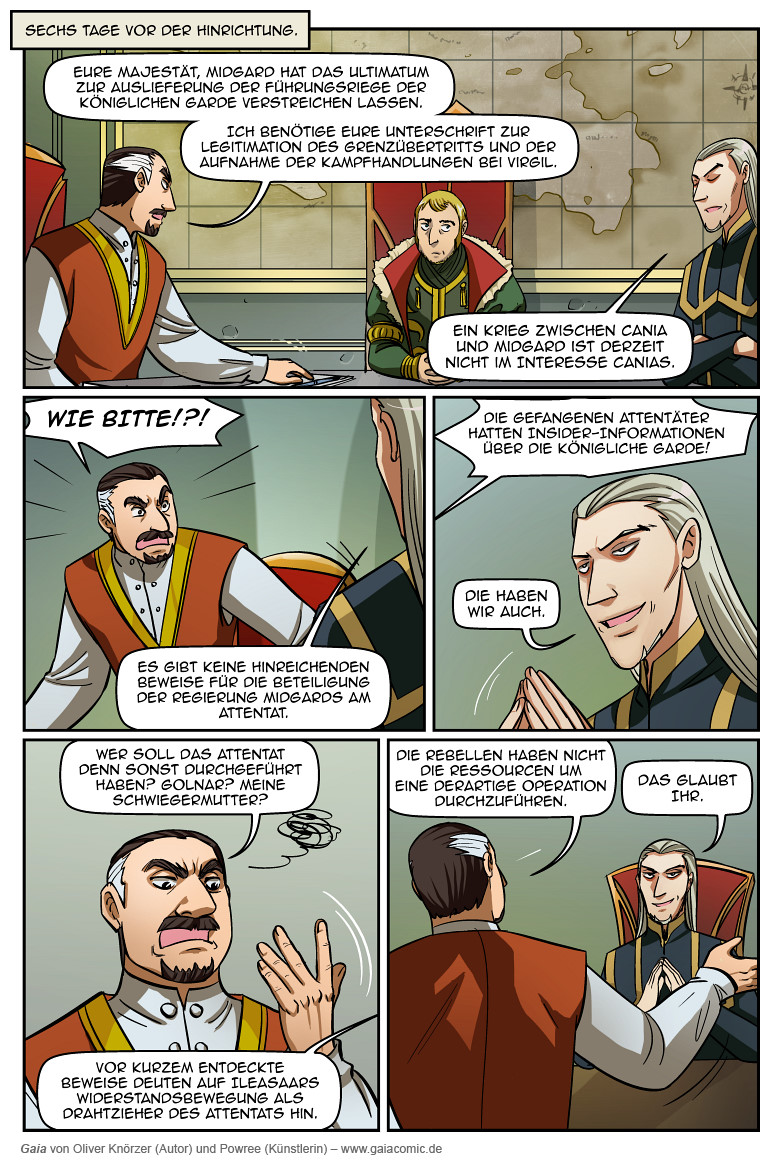 SECHS TAGE VOR DER HINRICHTUNG.
EURE MAJESTÄT, MIDGARD HAT DAS ULTIMATUM
ZUR AUSLIEFERUNG DER FÜHRUNGSRIEGE DER
KÖNIGLICHEN GARDE VERSTREICHEN LASSEN.
ICH BENÖTIGE EURE UNTERSCHRIFT ZUR
LEGITIMATION DES GRENZÜBERTRITTS UND DER
AUFNAHME DER KAMPFHANDLUNGEN BEI VIRGIL.
EIN KRIEG ZWISCHEN CANIA
UND MIDGARD IST DERZEIT
NICHT IM INTERESSE CANIAS.
WIE BITTE!?!
ES GIBT KEINE HINREICHENDEN
BEWEISE FÜR DIE BETEILIGUNG
DER REGIERUNG MIDGARDS AM
ATTENTAT.
DIE GEFANGENEN ATTENTÄTER
HATTEN INSIDER-INFORMATIONEN
ÜBER DIE KÖNIGLICHE GARDE!
DIE HABEN
WIR AUCH.
WER SOLL DAS ATTENTAT
DENN SONST DURCHGEFÜHRT
HABEN? GOLNAR? MEINE
SCHWIEGERMUTTER?
VOR KURZEM ENTDECKTE
BEWEISE DEUTEN AUF ILEASAARS
WIDERSTANDSBEWEGUNG ALS
DRAHTZIEHER DES ATTENTATS HIN.
DIE REBELLEN HABEN NICHT
DIE RESSOURCEN UM
EINE DERARTIGE OPERATION
DURCHZUFÜHREN.
DAS GLAUBT
IHR.
Gaia von Oliver Knörzer (Autor) und Powree (Künstlerin) – www.gaiacomic.de